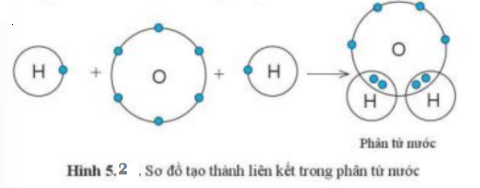 H + O + H
O
H H
Phân tử nước
Hình 5.2 . Sơ đồ tạo thành liên kết trong phân tử nước